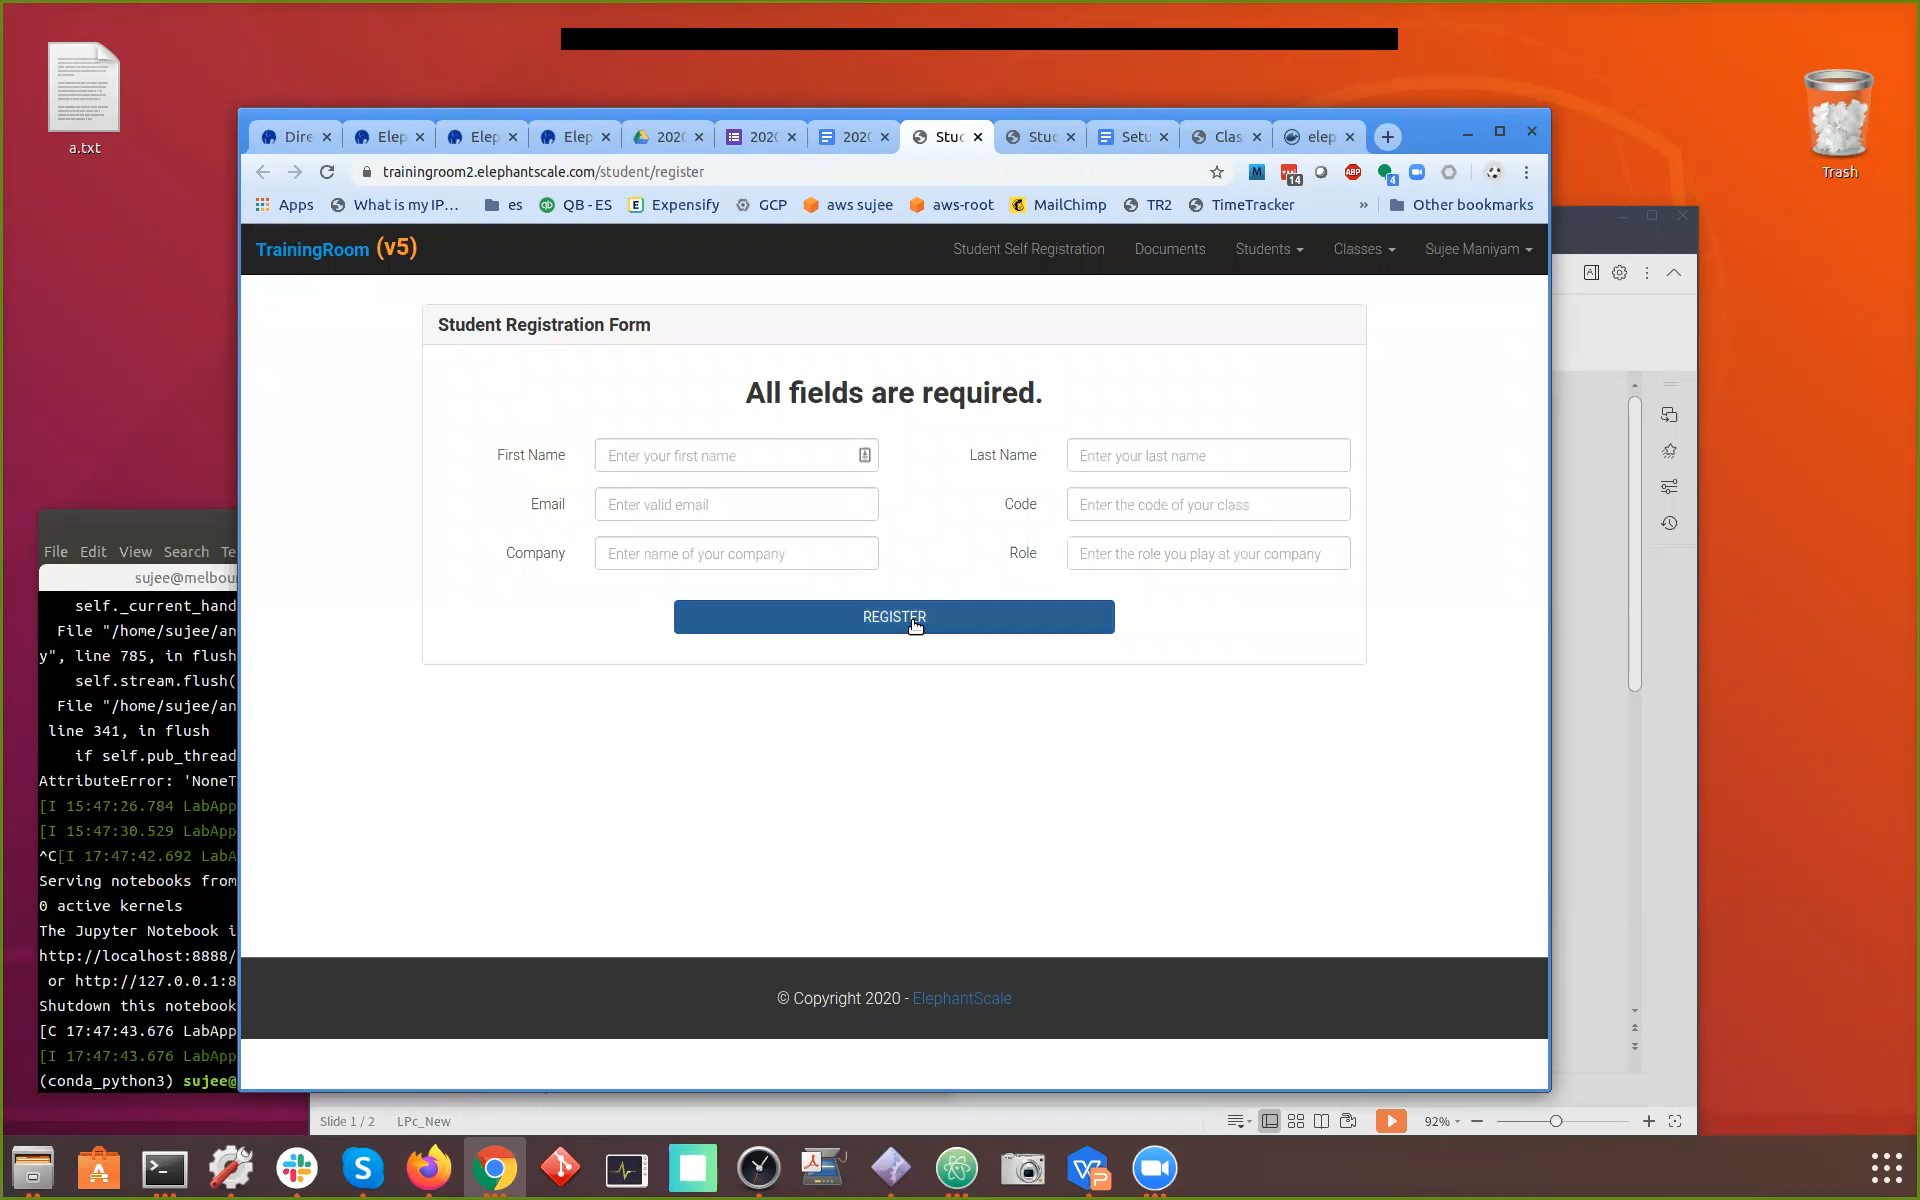 a.txt
Trash
Dire
Elep
Elep
Elep
202
202
202
Stuc
Stuc
Setu
Clas
elep
trainingroom2.elephantscale.com/student/register
14
ABP
4
Apps
What is my IP...
es
QB - ES
Expensify
GCP
aws sujee
aws-root
MailChimp
TR2
TimeTracker
»
Other bookmarks
TrainingRoom (v5)
Student Self Registration
Documents
Students
Classes
Sujee Maniyam
Student Registration Form
All fields are required.
First Name
Enter your first name
Last Name
Enter your last name
Email
Enter valid email
Code
Enter the code of your class
Company
Enter name of your company
Role
Enter the role you play at your company
REGISTER
© Copyright 2020 - ElephantScale
File Edit View Search Te
sujee@melbour
self._current_hand
File "/home/sujee/an
y", line 785, in flush
self.stream.flush(
File "/home/sujee/an
line 341, in flush
if self.pub_thread
AttributeError: 'NoneT
[I 15:47:26.784 LabApp
[I 15:47:30.529 LabApp
^C[I 17:47:42.692 LabA
Serving notebooks from
0 active kernels
The Jupyter Notebook i
http://localhost:8888/
or http://127.0.0.1:8
Shutdown this notebook
[C 17:47:43.676 LabApp
[I 17:47:43.676 LabApp
(conda_python3) sujee@
Slide 1 / 2
LPc_New
92%